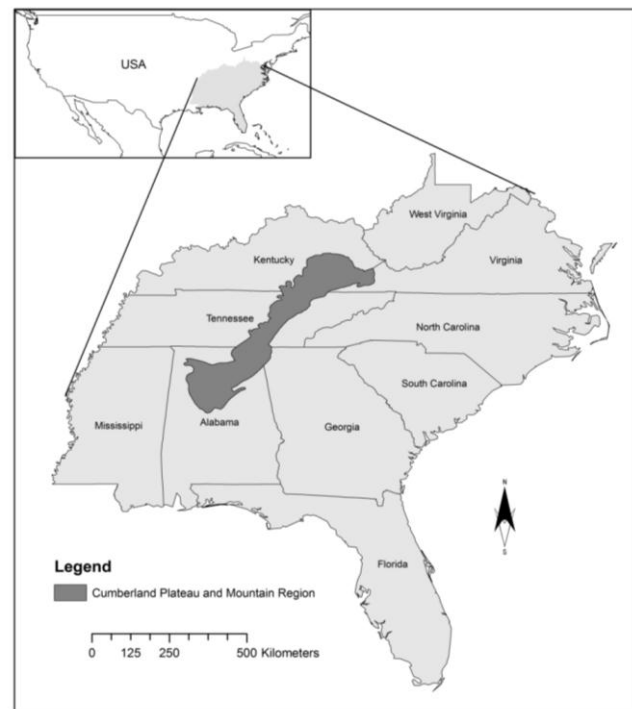 USA
West Virginia
Kentucky
Virginia
Tennessee
North Carolina
South Carolina
Mississippi
Alabama
Georgia
N
S
Florida
Legend
Cumberland Plateau and Mountain Region
0 125 250 500 Kilometers